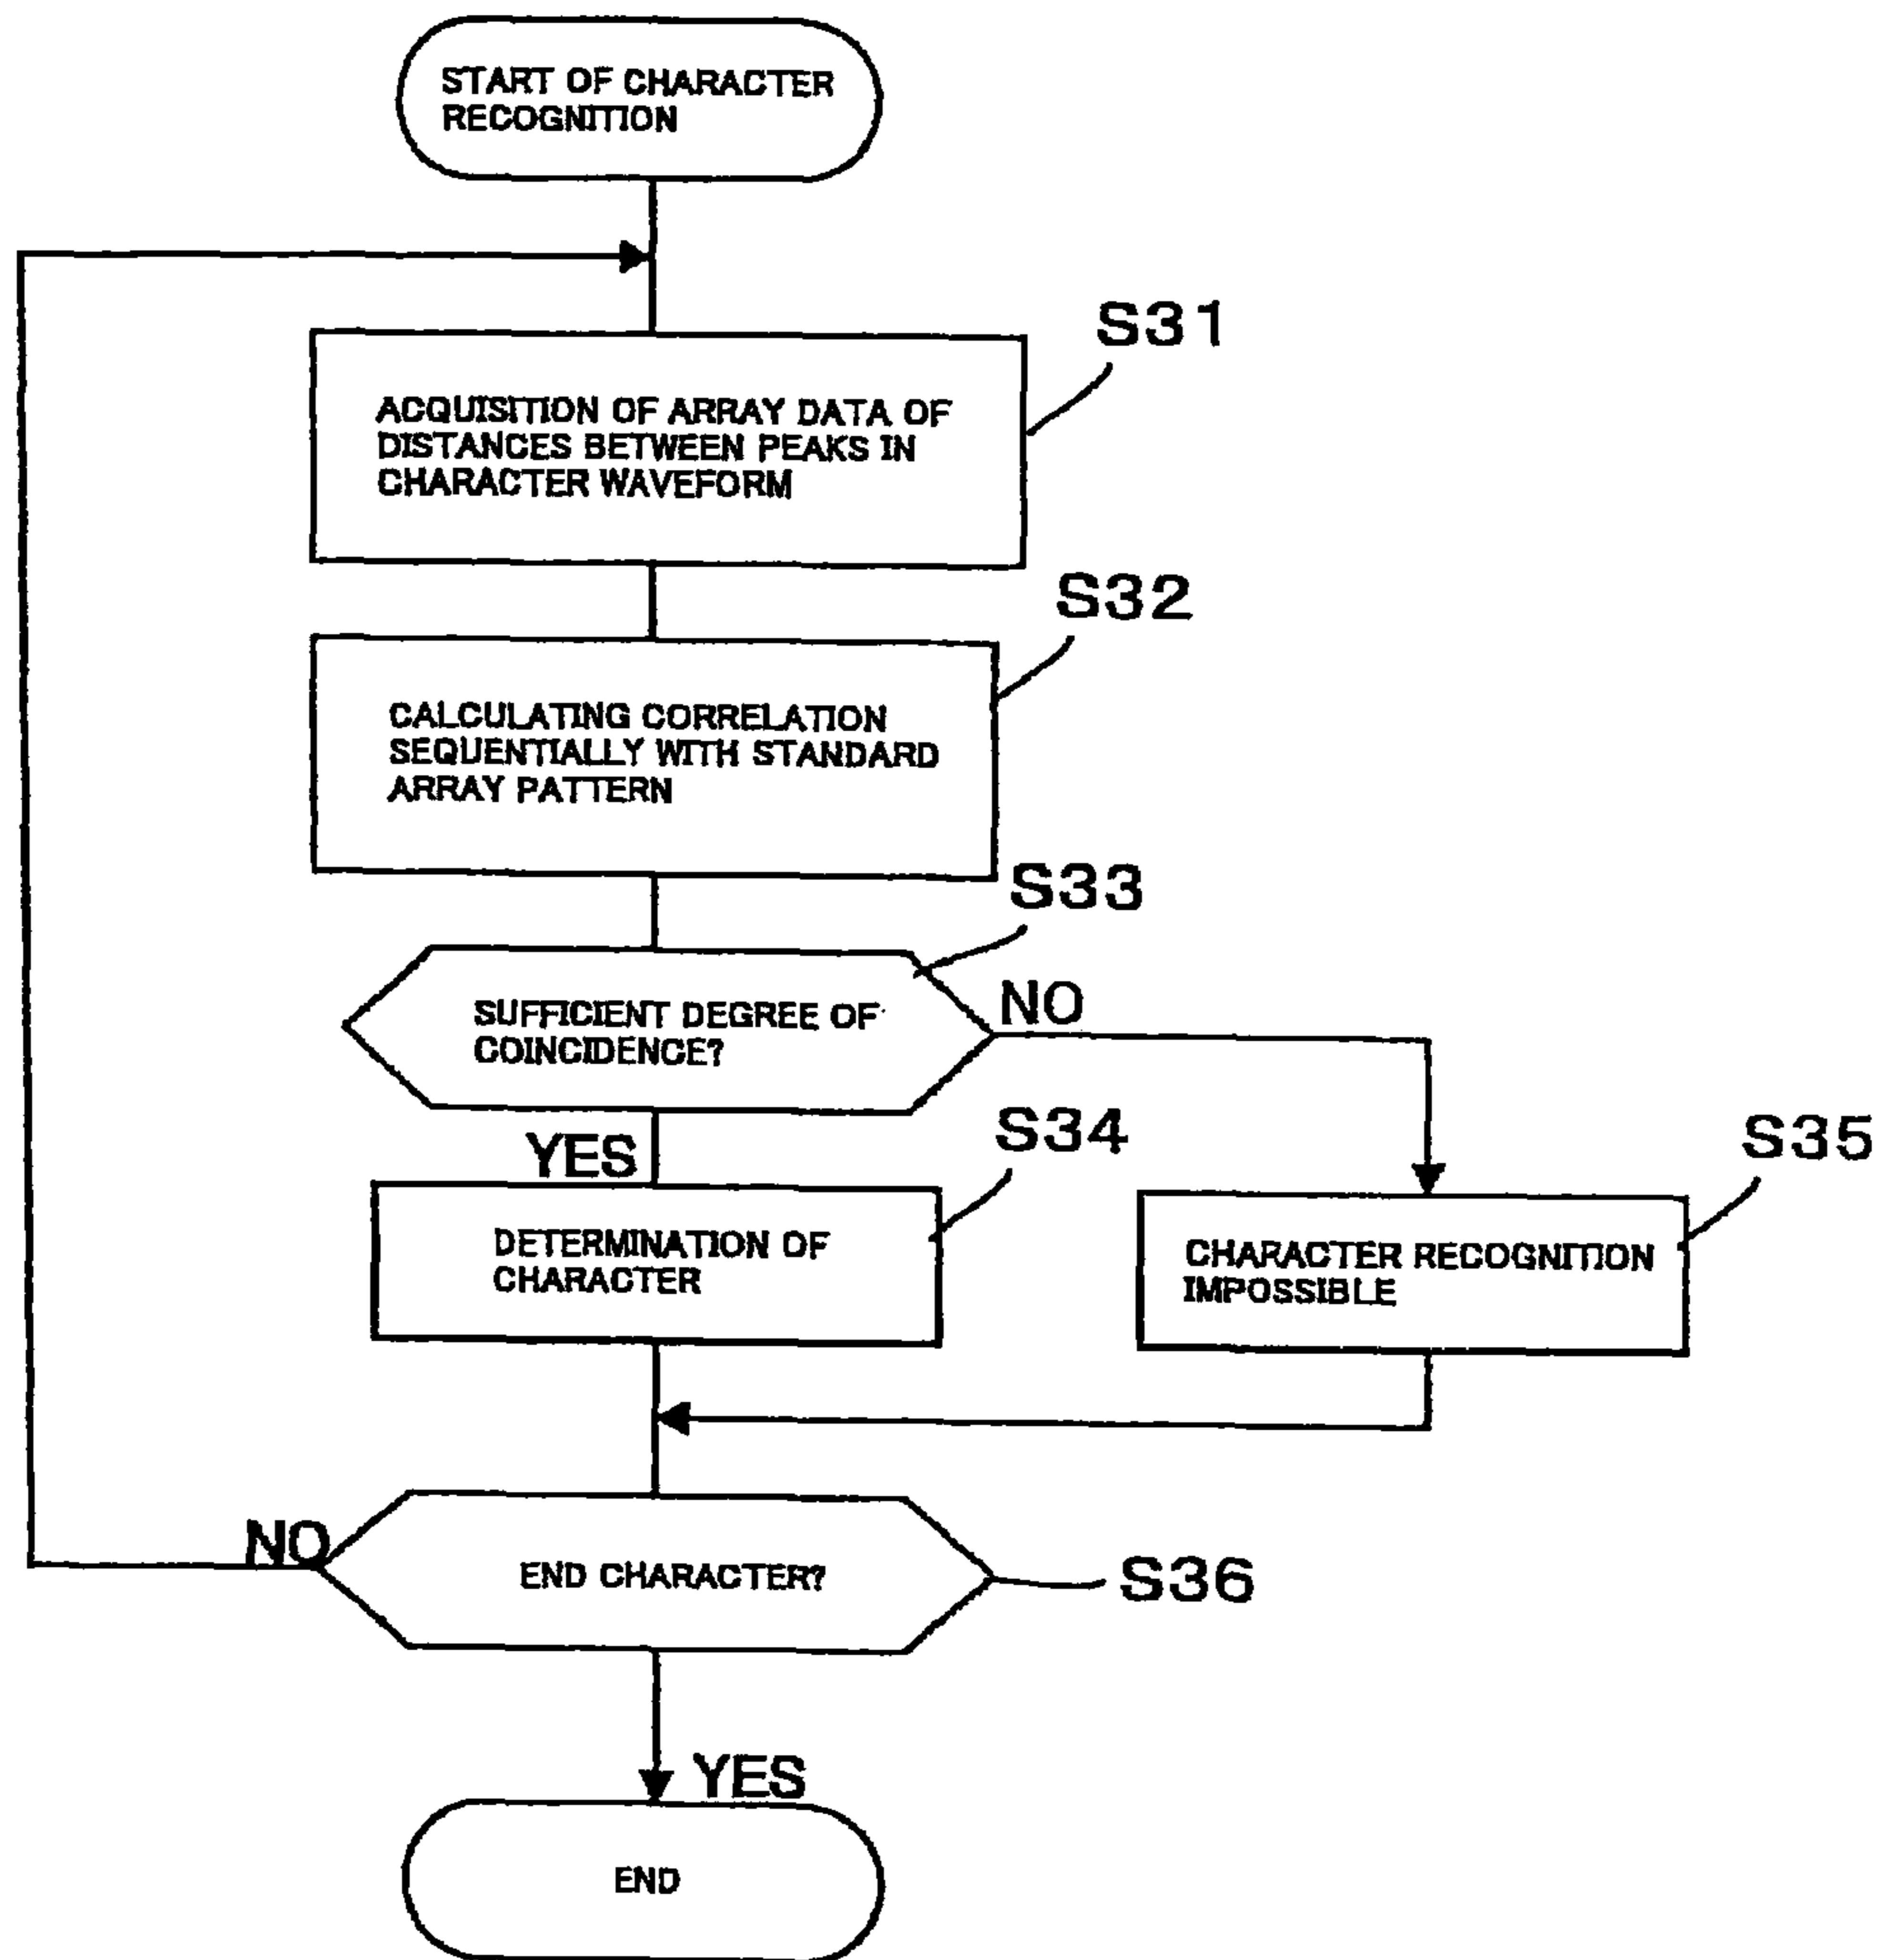 START OF CHARACTER
RECOGNITION
S31
ACQUISITION OF ARRAY DATA OF
DISTANCES BETWEEN PEAKS IN
CHARACTER WAVEFORM
S32
CALCULATING CORRELATION
SEQUENTIALLY WITH STANDARD
ARRAY PATTERN
S33
SUFFICIENT DEGREE OF
COINCIDENCE?
NO
YES
S34
DETERMINATION OF
CHARACTER
S35
CHARACTER RECOGNITION
IMPOSSIBLE
NO
END CHARACTER?
S36
YES
END